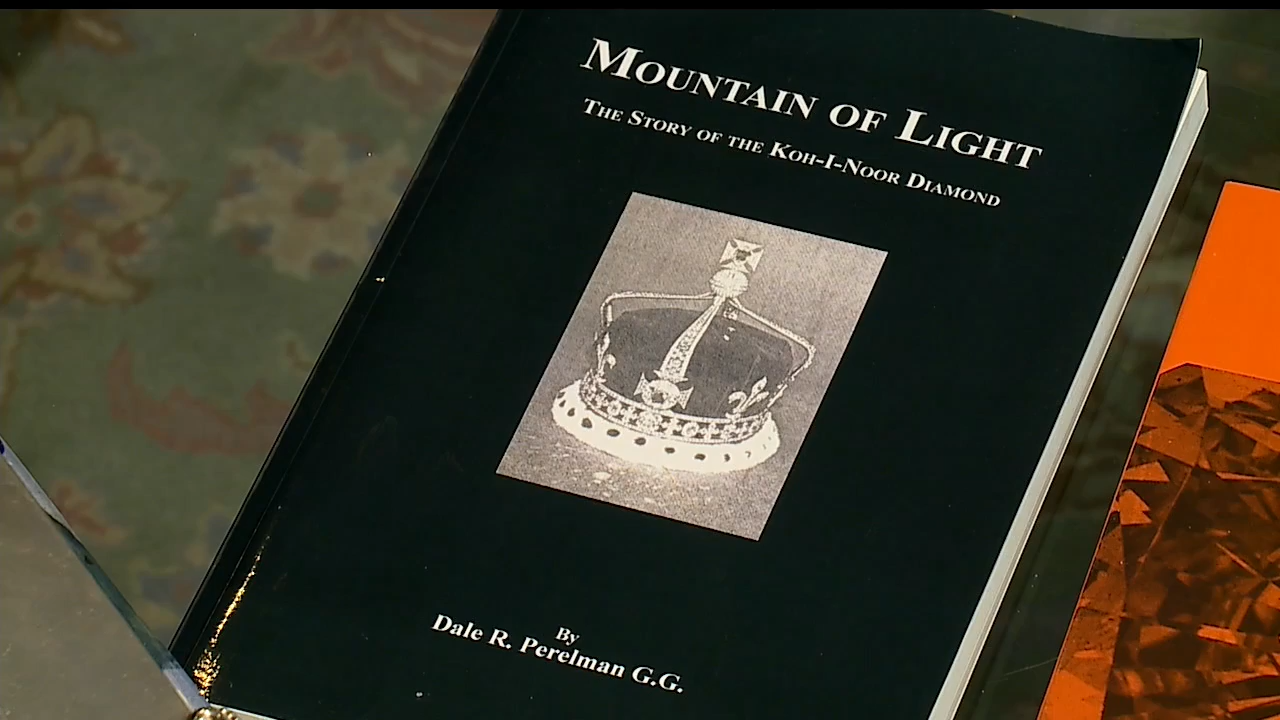 MOUNTAIN OF LIGHT
THE STORY OF THE KOH-I-NOOR DIAMOND
By
Dale R. Perelman G.G.